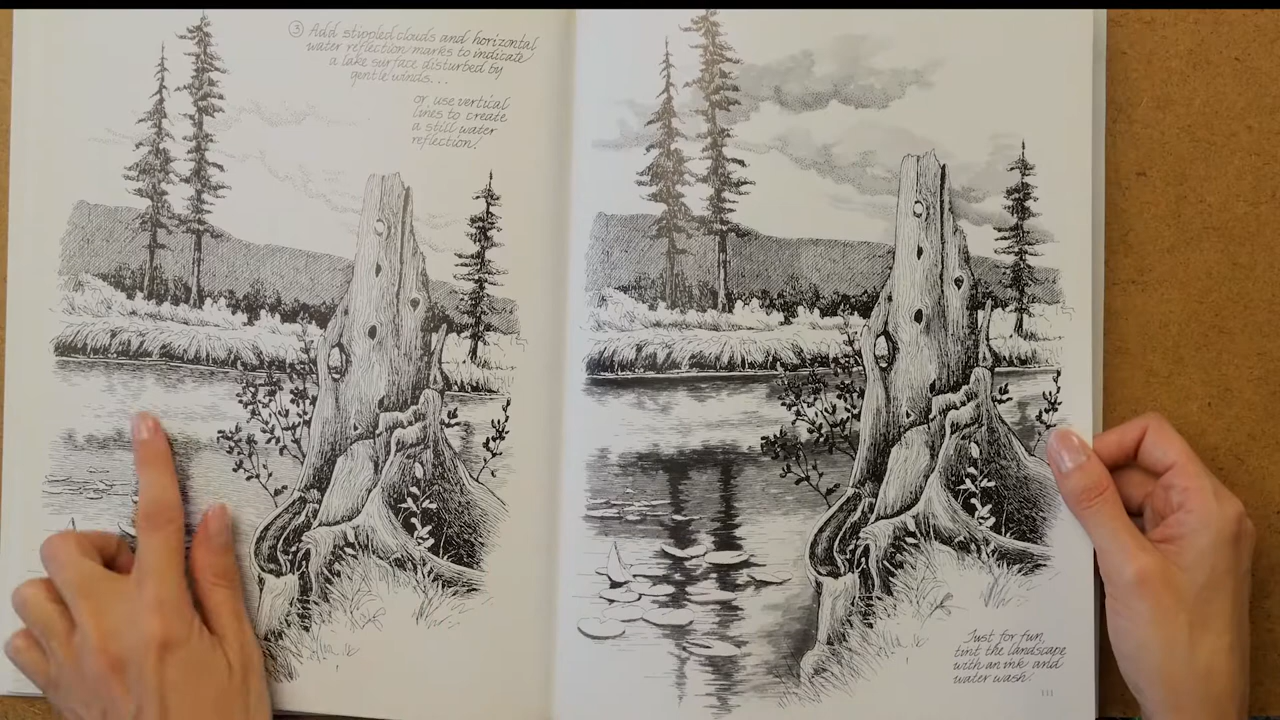 ③ Add stippled clouds and horizontal
water reflection marks to indicate
a lake surface disturbed by
gentle winds...
or, use vertical
lines to create
a still water
reflection!
Just for fun,
tint the landscape
with an ink and
water wash!
111